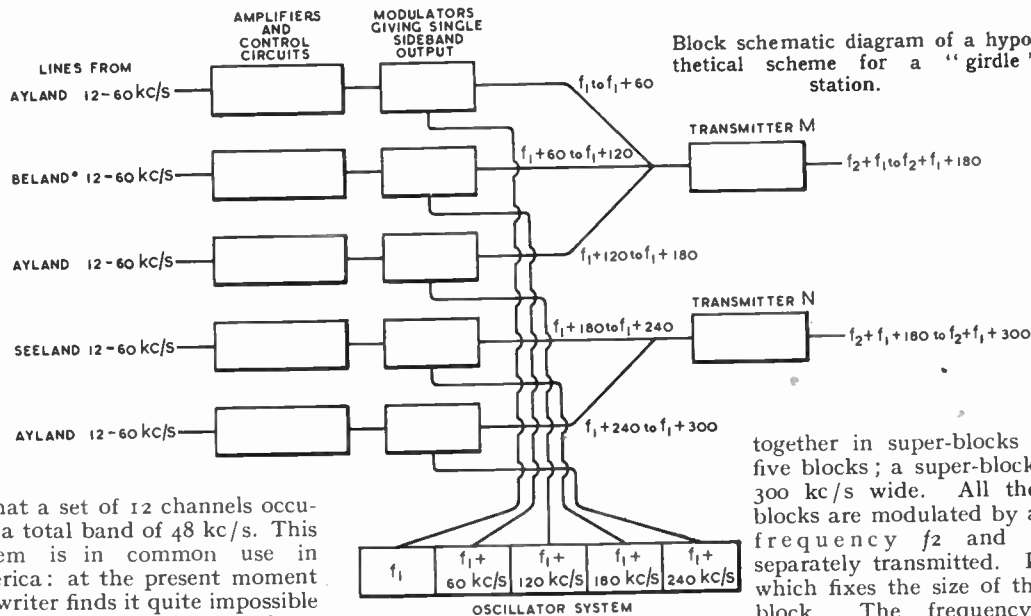 AMPLIFIERS
AND
CONTROL
CIRCUITS
MODULATORS
GIVING SINGLE
SIDEBAND
OUTPUT
Block schematic diagram of a hypo-
thetical scheme for a "girdle"
station.
LINES FROM
AYLAND 12-60 kc/s
f₁ to f₁+60
TRANSMITTER M
BELAND• 12-60 kc/s
f₁+60 to f₁+120
f₂+f₁ to f₂+f₁+180
AYLAND 12-60 kc/s
f₁+120 to f₁+180
TRANSMITTER N
SEELAND 12-60 kc/s
f₁+180 to f₁+240
f₂+f₁+180 to f₂+f₁+300
AYLAND 12-60 kc/s
f₁+240 to f₁+300
f₁
f₁+
60 kc/s
f₁+
120 kc/s
f₁+
180 kc/s
f₁+
240 kc/s
OSCILLATOR SYSTEM
hat a set of 12 channels occu-
a total band of 48 kc/s. This
em is in common use in
erica: at the present moment
writer finds it quite impossible
together in super-blocks
five blocks; a super-block
300 kc/s wide. All the
blocks are modulated by a
frequency f2 and
separately transmitted.
which fixes the size of th
block. The frequency